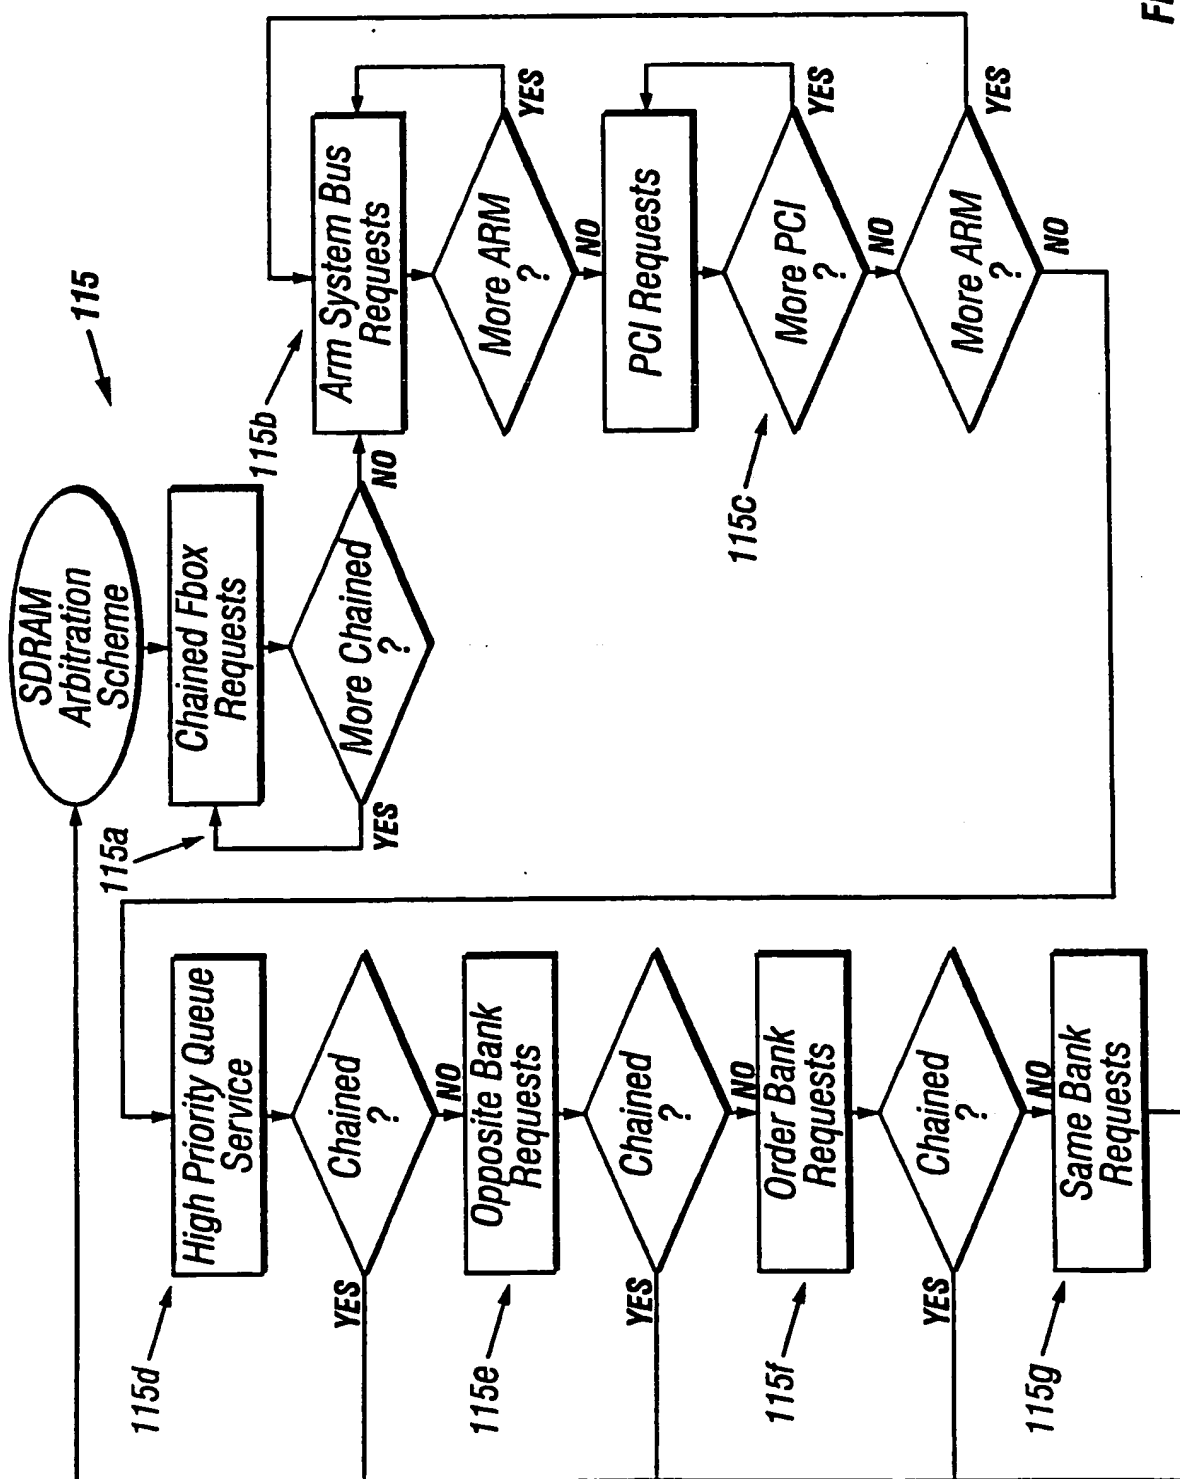 SDRAM
Arbitration
Scheme
115
Chained Fbox
Requests
115a
More Chained
?
YES
NO
115b
Arm System Bus
Requests
More ARM
?
YES
NO
PCI Requests
115c
More PCI
?
YES
NO
More ARM
?
YES
NO
115d
High Priority Queue
Service
Chained
?
YES
NO
115e
Opposite Bank
Requests
Chained
?
YES
NO
115f
Order Bank
Requests
Chained
?
YES
NO
115g
Same Bank
Requests